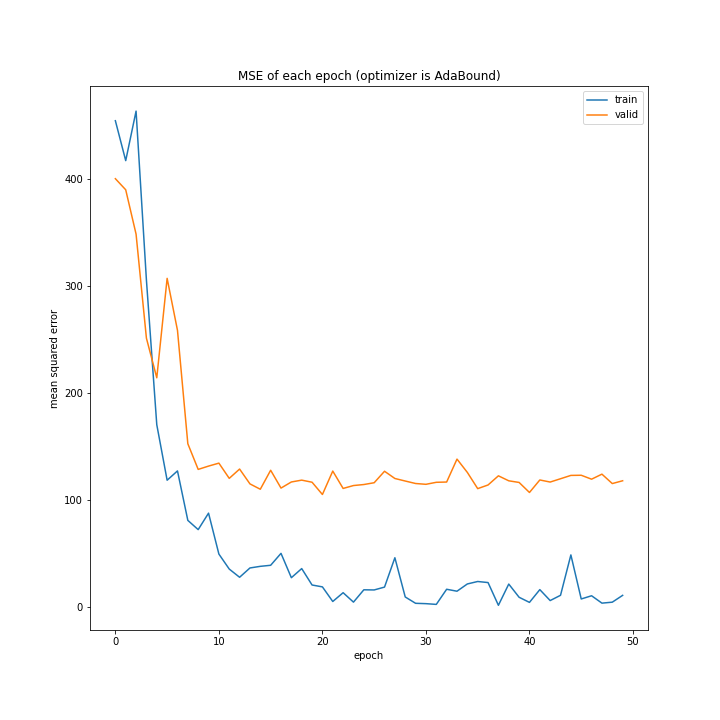 MSE of each epoch (optimizer is AdaBound)
train
valid
mean squared error
400
300
200
100
0
0
10
20
30
40
50
epoch